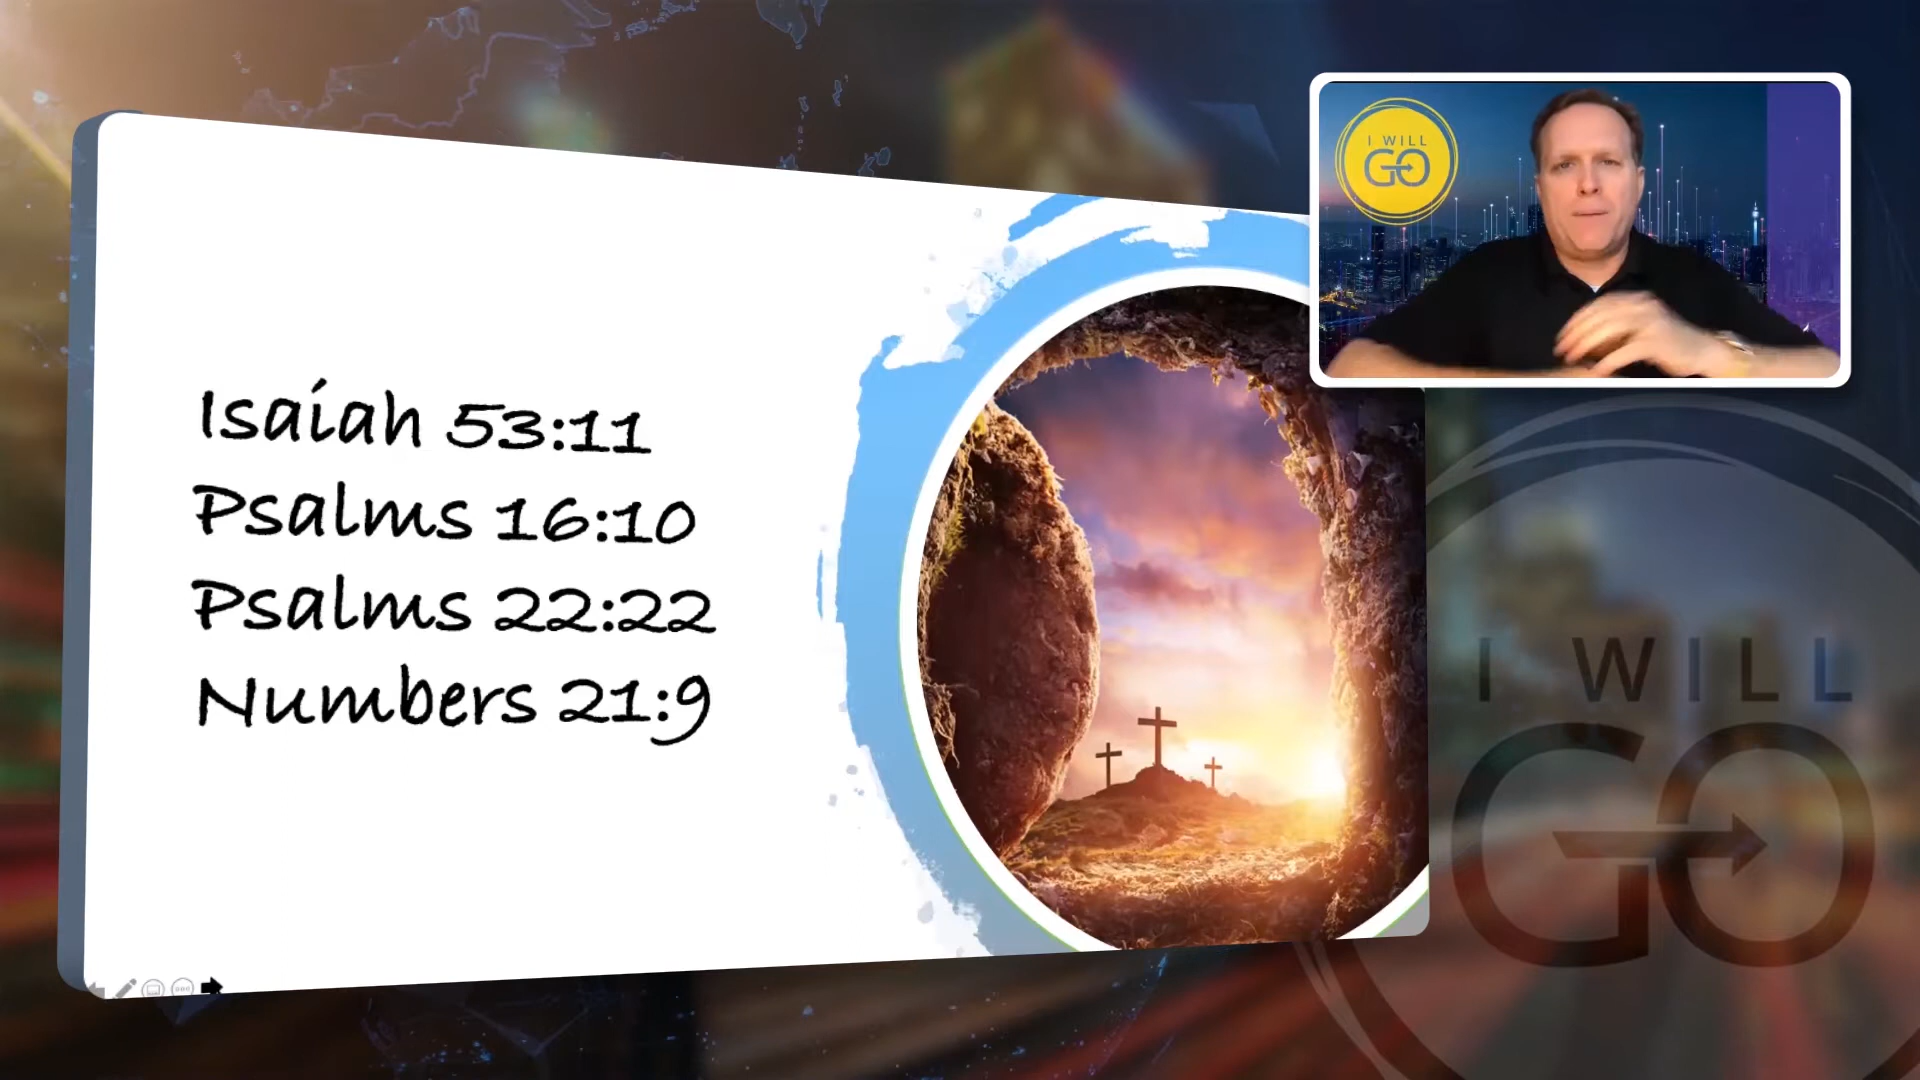 Isaiah 53:11
Psalms 16:10
Psalms 22:22
Numbers 21:9
I WILL
GO
I WILL
GO